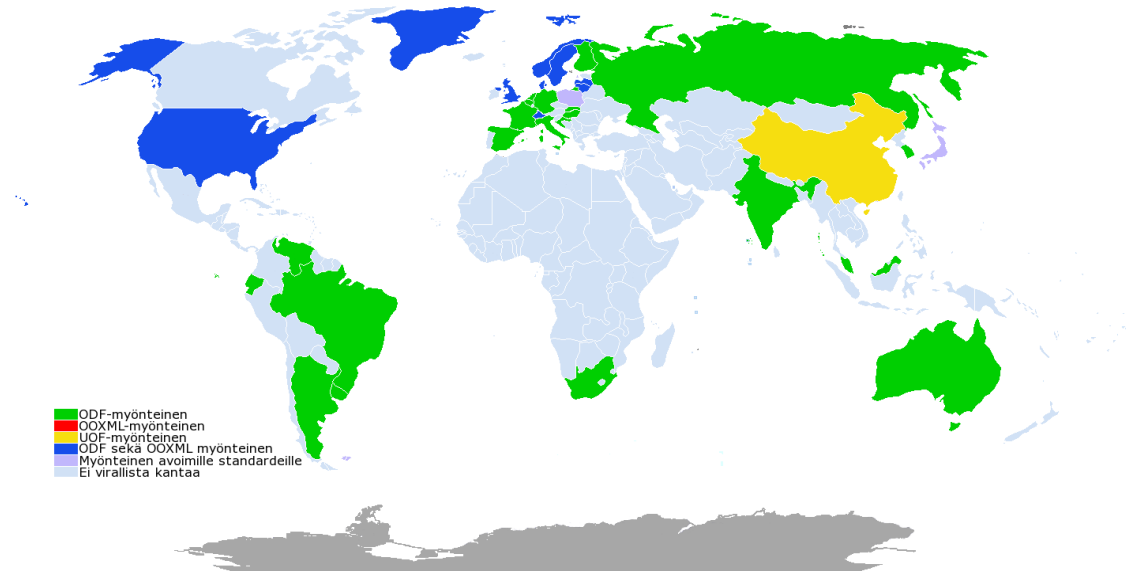 ODF-myönteinen
OOXML-myönteinen
UOF-myönteinen
ODF sekä OOXML myönteinen
Myönteinen avoimille standardeille
Ei virallista kantaa